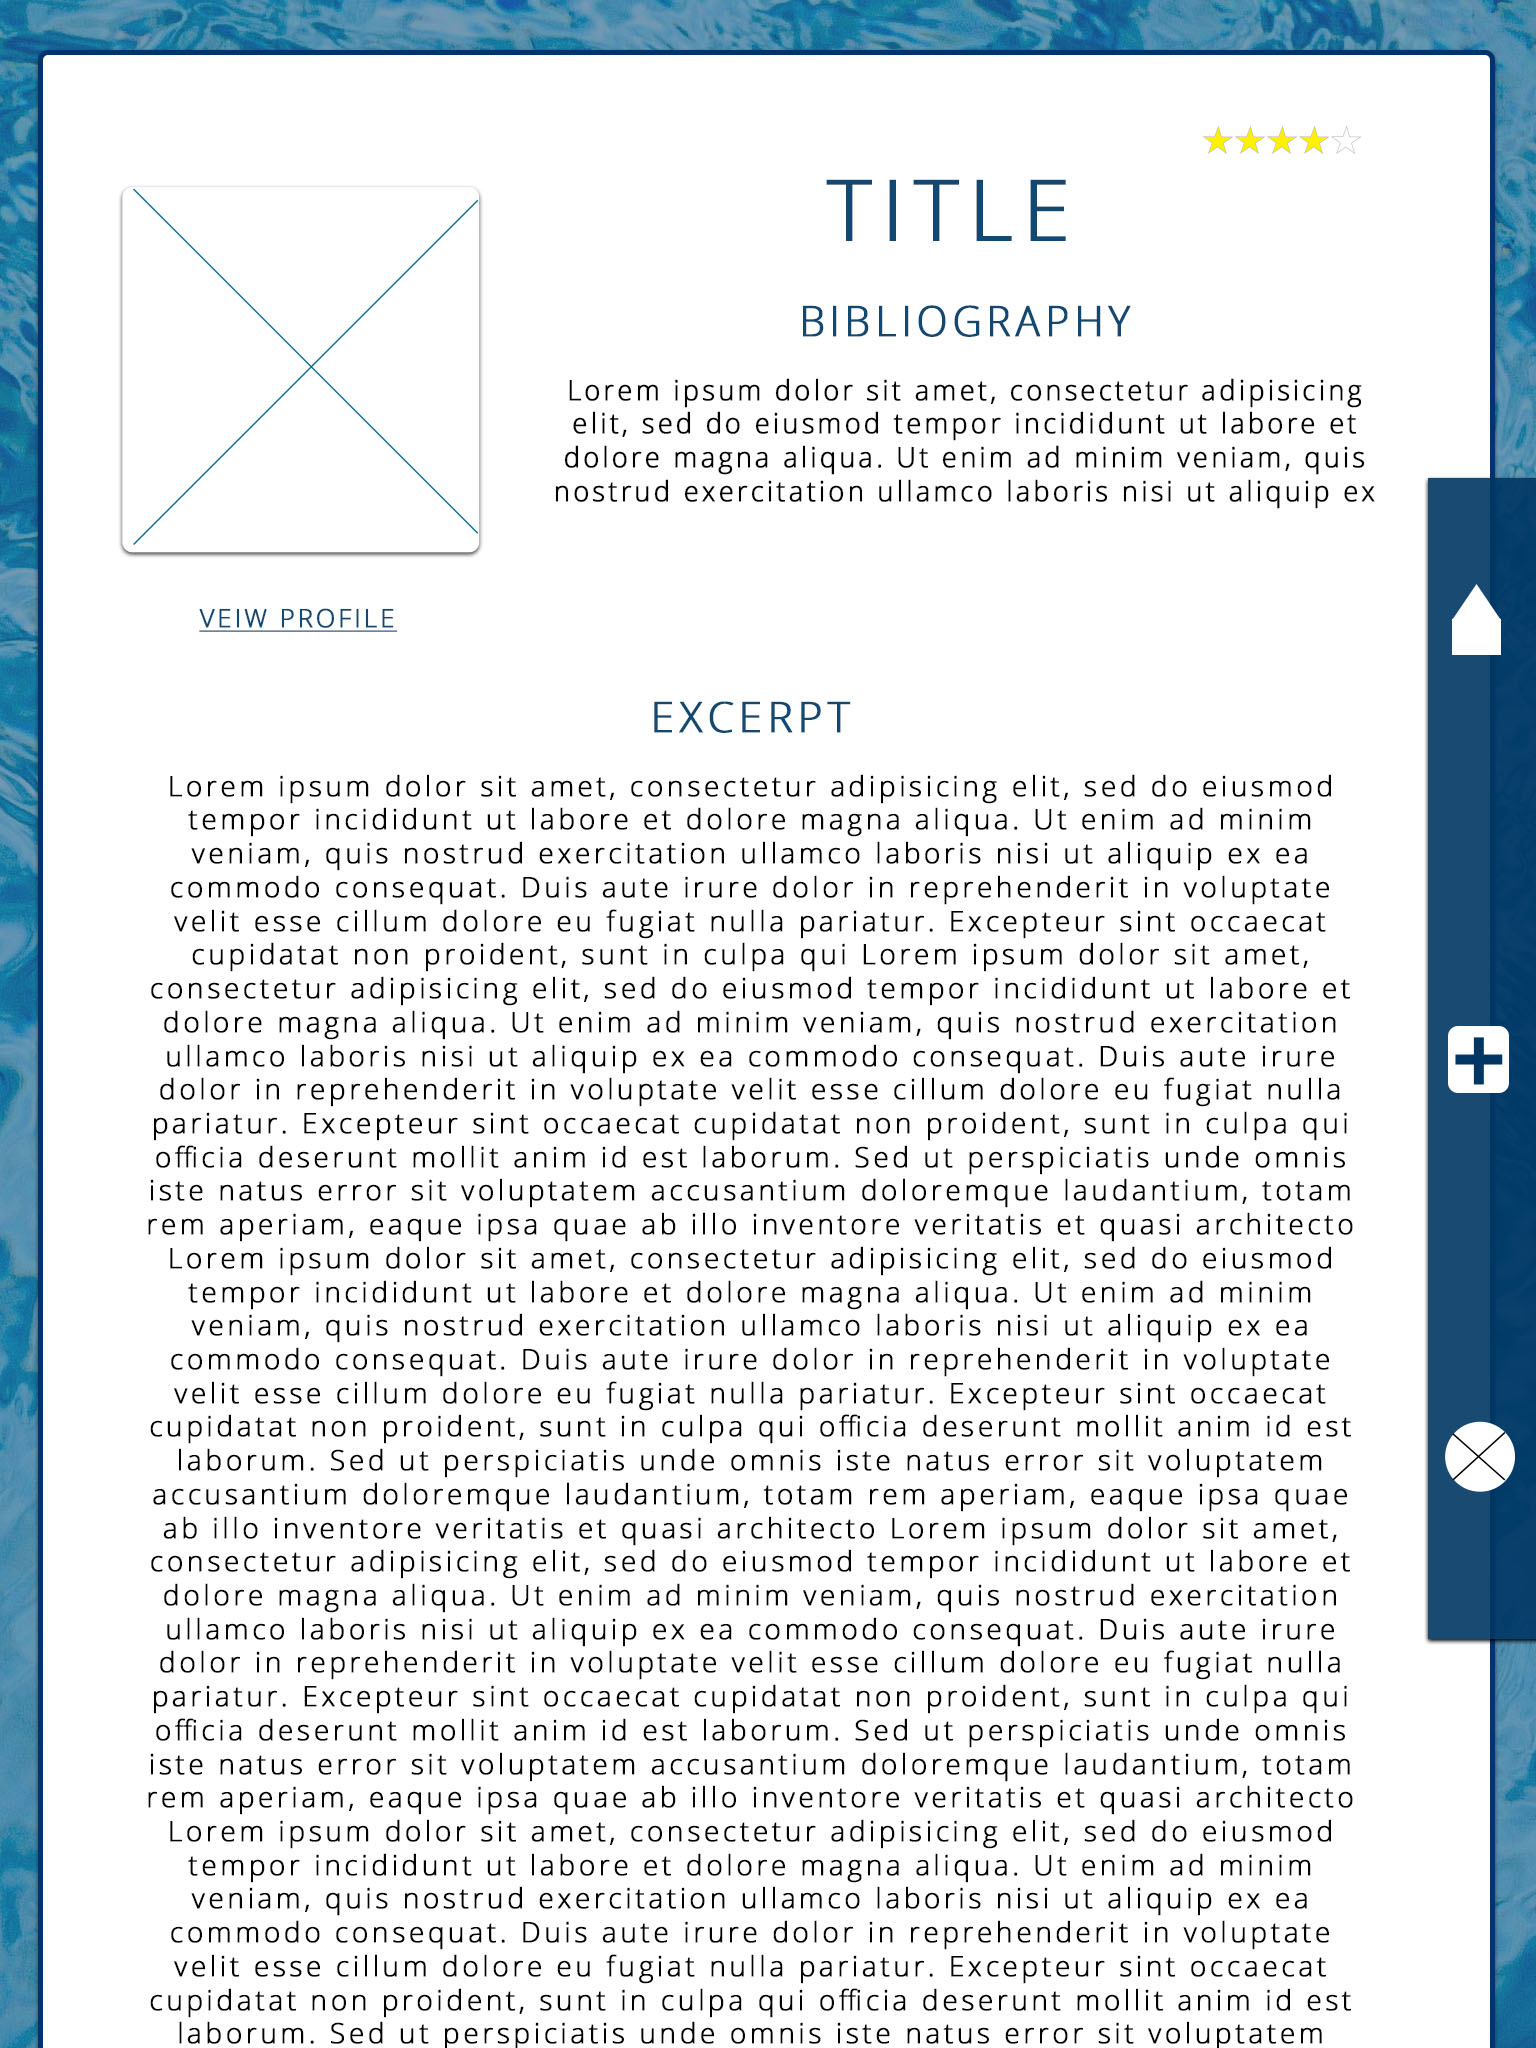 TITLE
BIBLIOGRAPHY
Lorem ipsum dolor sit amet, consectetur adipisicing
elit, sed do eiusmod tempor incididunt ut labore et
dolore magna aliqua. Ut enim ad minim veniam, quis
nostrud exercitation ullamco laboris nisi ut aliquip ex
VEIW PROFILE
EXCERPT
Lorem ipsum dolor sit amet, consectetur adipisicing elit, sed do eiusmod
tempor incididunt ut labore et dolore magna aliqua. Ut enim ad minim
veniam, quis nostrud exercitation ullamco laboris nisi ut aliquip ex ea
commodo consequat. Duis aute irure dolor in reprehenderit in voluptate
velit esse cillum dolore eu fugiat nulla pariatur. Excepteur sint occaecat
cupidatat non proident, sunt in culpa qui Lorem ipsum dolor sit amet,
consectetur adipisicing elit, sed do eiusmod tempor incididunt ut labore et
dolore magna aliqua. Ut enim ad minim veniam, quis nostrud exercitation
ullamco laboris nisi ut aliquip ex ea commodo consequat. Duis aute irure
dolor in reprehenderit in voluptate velit esse cillum dolore eu fugiat nulla
pariatur. Excepteur sint occaecat cupidatat non proident, sunt in culpa qui
officia deserunt mollit anim id est laborum. Sed ut perspiciatis unde omnis
iste natus error sit voluptatem accusantium doloremque laudantium, totam
rem aperiam, eaque ipsa quae ab illo inventore veritatis et quasi architecto
Lorem ipsum dolor sit amet, consectetur adipisicing elit, sed do eiusmod
tempor incididunt ut labore et dolore magna aliqua. Ut enim ad minim
veniam, quis nostrud exercitation ullamco laboris nisi ut aliquip ex ea
commodo consequat. Duis aute irure dolor in reprehenderit in voluptate
velit esse cillum dolore eu fugiat nulla pariatur. Excepteur sint occaecat
cupidatat non proident, sunt in culpa qui officia deserunt mollit anim id est
laborum. Sed ut perspiciatis unde omnis iste natus error sit voluptatem
accusantium doloremque laudantium, totam rem aperiam, eaque ipsa quae
ab illo inventore veritatis et quasi architecto Lorem ipsum dolor sit amet,
consectetur adipisicing elit, sed do eiusmod tempor incididunt ut labore et
dolore magna aliqua. Ut enim ad minim veniam, quis nostrud exercitation
ullamco laboris nisi ut aliquip ex ea commodo consequat. Duis aute irure
dolor in reprehenderit in voluptate velit esse cillum dolore eu fugiat nulla
pariatur. Excepteur sint occaecat cupidatat non proident, sunt in culpa qui
officia deserunt mollit anim id est laborum. Sed ut perspiciatis unde omnis
iste natus error sit voluptatem accusantium doloremque laudantium, totam
rem aperiam, eaque ipsa quae ab illo inventore veritatis et quasi architecto
Lorem ipsum dolor sit amet, consectetur adipisicing elit, sed do eiusmod
tempor incididunt ut labore et dolore magna aliqua. Ut enim ad minim
veniam, quis nostrud exercitation ullamco laboris nisi ut aliquip ex ea
commodo consequat. Duis aute irure dolor in reprehenderit in voluptate
velit esse cillum dolore eu fugiat nulla pariatur. Excepteur sint occaecat
cupidatat non proident, sunt in culpa qui officia deserunt mollit anim id est
laborum. Sed ut perspiciatis unde omnis iste natus error sit voluptatem